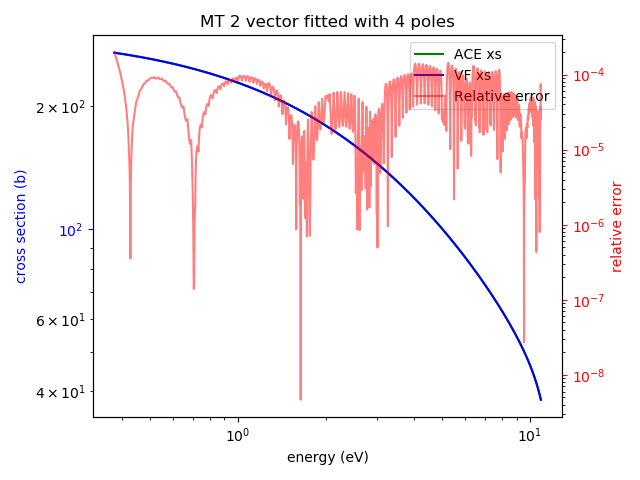 MT 2 vector fitted with 4 poles
ACE xs
VF xs
Relative error
2 × 10²
10²
6 × 10¹
4 × 10¹
cross section (b)
10⁻⁴
10⁻⁵
10⁻⁶
10⁻⁷
10⁻⁸
relative error
10⁰
10¹
energy (eV)